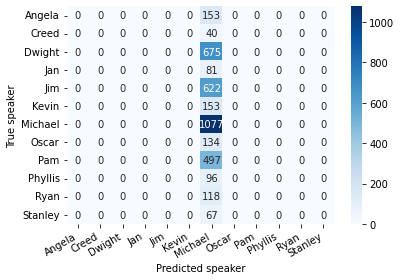 Angela 0 0 0 0 0 0 153 0 0 0 0 0
Creed 0 0 0 0 0 0 40 0 0 0 0 0
Dwight 0 0 0 0 0 0 675 0 0 0 0 0
Jan 0 0 0 0 0 0 81 0 0 0 0 0
Jim 0 0 0 0 0 0 622 0 0 0 0 0
Kevin 0 0 0 0 0 0 153 0 0 0 0 0
Michael 0 0 0 0 0 0 1077 0 0 0 0 0
Oscar 0 0 0 0 0 0 134 0 0 0 0 0
Pam 0 0 0 0 0 0 497 0 0 0 0 0
Phyllis 0 0 0 0 0 0 96 0 0 0 0 0
Ryan 0 0 0 0 0 0 118 0 0 0 0 0
Stanley 0 0 0 0 0 0 67 0 0 0 0 0
Angela Creed Dwight Jan Jim Kevin Michael Oscar Pam Phyllis Ryan Stanley
Predicted speaker
True speaker
1000
800
600
400
200
0